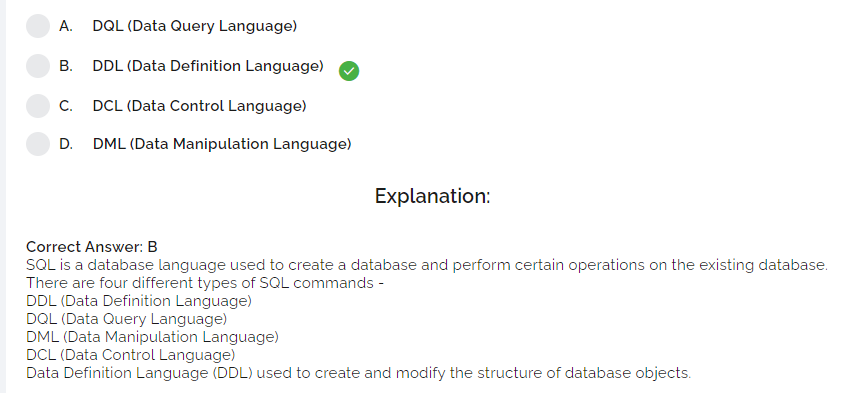 A. DQL (Data Query Language)
B. DDL (Data Definition Language)
C. DCL (Data Control Language)
D. DML (Data Manipulation Language)
Explanation:
Correct Answer: B
SQL is a database language used to create a database and perform certain operations on the existing database.
There are four different types of SQL commands -
DDL (Data Definition Language)
DQL (Data Query Language)
DML (Data Manipulation Language)
DCL (Data Control Language)
Data Definition Language (DDL) used to create and modify the structure of database objects.